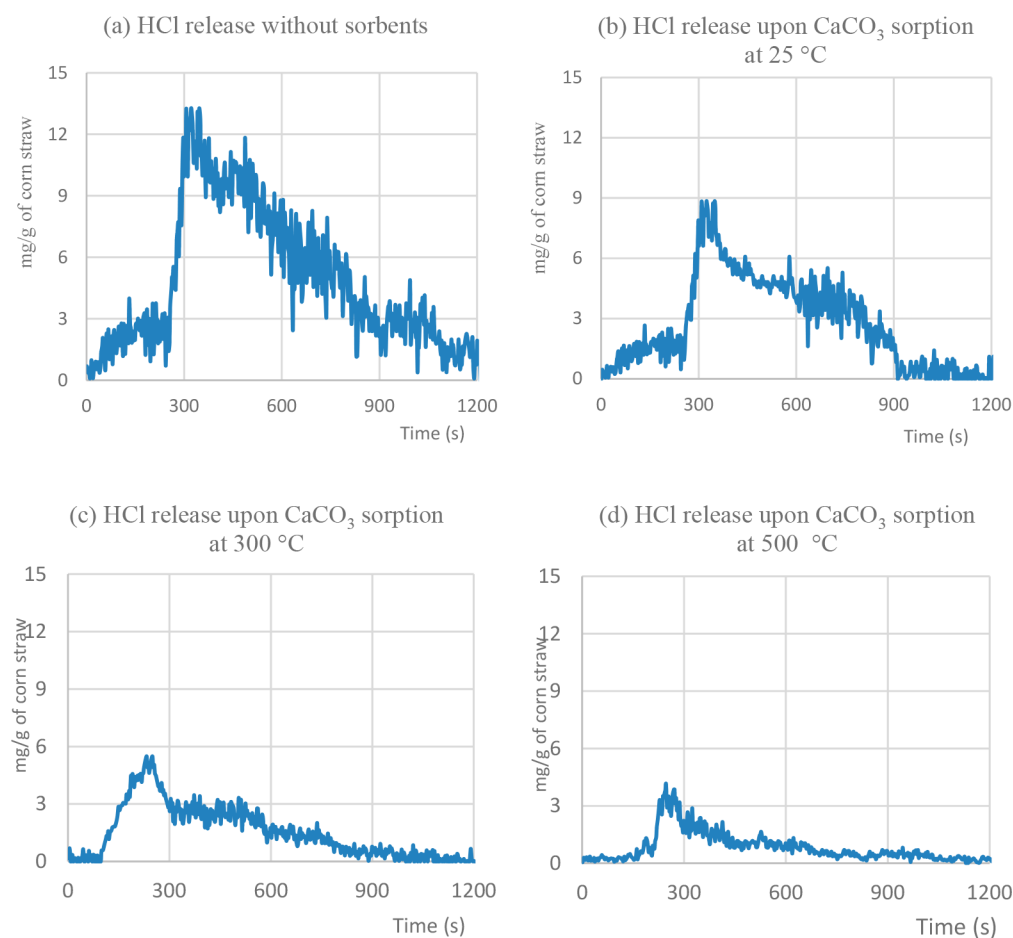 (a) HCl release without sorbents
15
12
9
6
3
0
mg/g of corn straw
0 300 600 900 1200
Time (s)
(b) HCl release upon CaCO₃ sorption
at 25 °C
15
12
9
6
3
0
mg/g of corn straw
0 300 600 900 1200
Time (s)
(c) HCl release upon CaCO₃ sorption
at 300 °C
15
12
9
6
3
0
mg/g of corn straw
0 300 600 900 1200
Time (s)
(d) HCl release upon CaCO₃ sorption
at 500 °C
15
12
9
6
3
0
mg/g of corn straw
0 300 600 900 1200
Time (s)